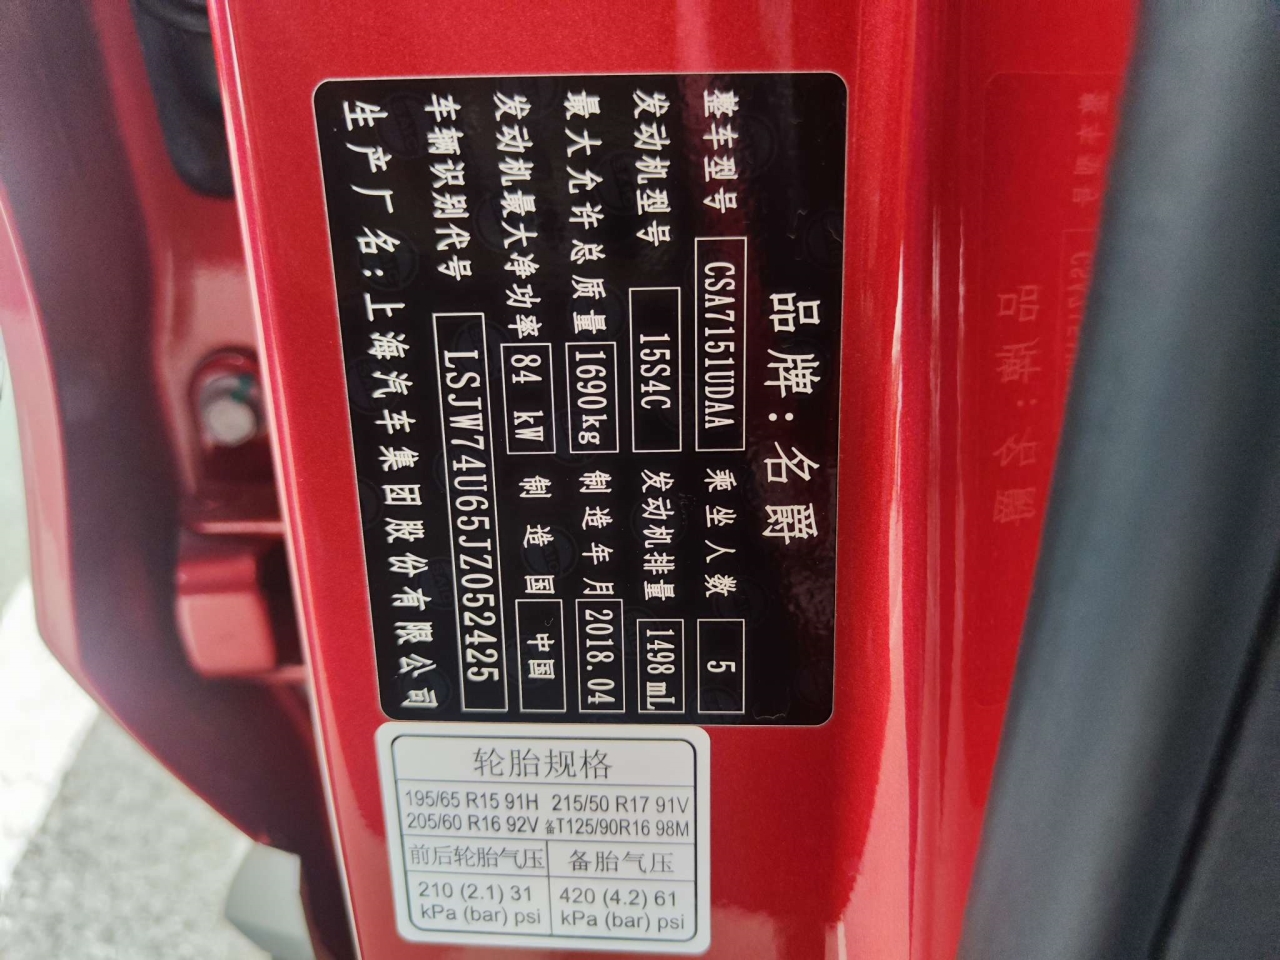 品牌：名爵
整车型号 CSA7151UDAA 乘坐人数 5
发动机型号 15S4C 发动机排量 1498mL
最大允许总质量 1690kg 制造年月 2018.04
发动机最大净功率 84 kW 制造国 中国
车辆识别代号 LSJW74U65JZ052425
生产厂名：上海汽车集团股份有限公司
轮胎规格
195/65 R15 91H 215/50 R17 91V
205/60 R16 92V 备T125/90R16 98M
前后轮胎气压 备胎气压
210 (2.1) 31 420 (4.2) 61
kPa (bar) psi kPa (bar) psi